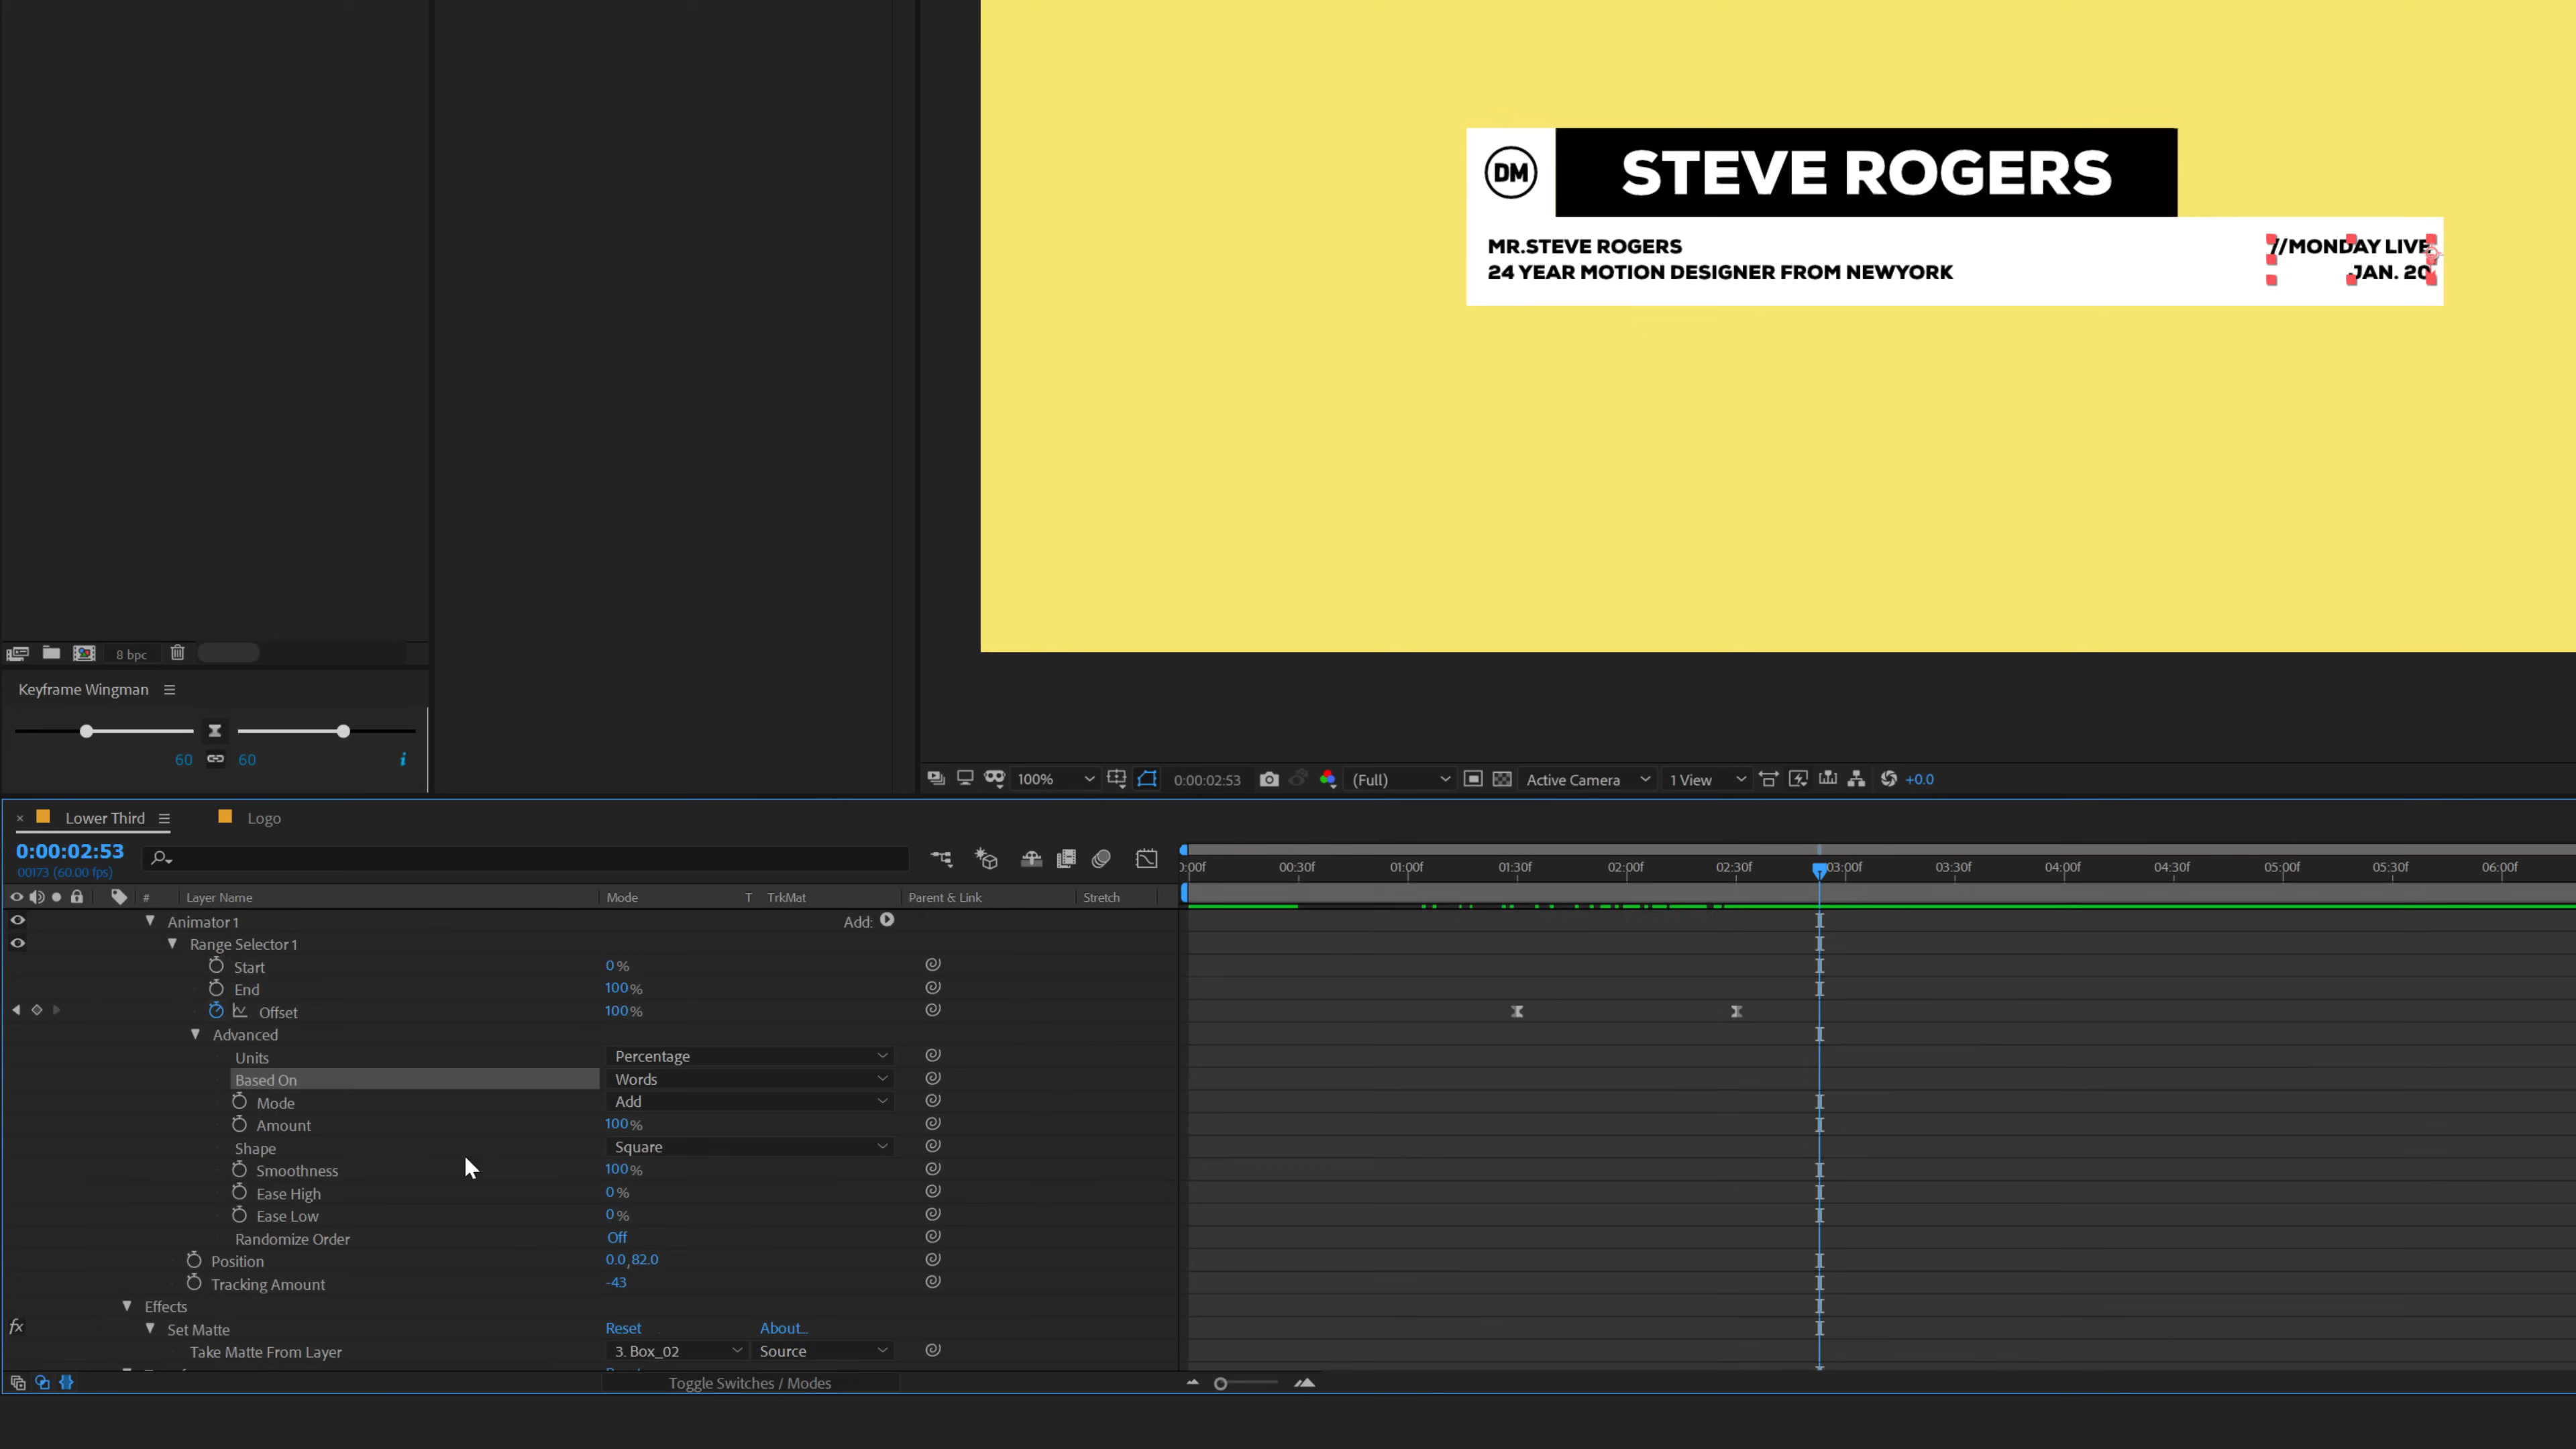 DM
STEVE ROGERS
MR.STEVE ROGERS
24 YEAR MOTION DESIGNER FROM NEWYORK
//MONDAY LIVE
JAN. 20
8 bpc
Keyframe Wingman
60 60 i
100% 0:00:02:53 (Full) Active Camera 1 View +0.0
× Lower Third Logo
0:00:02:53
00173 (60.00 fps)
0:00f 00:30f 01:00f 01:30f 02:00f 02:30f 03:00f 03:30f 04:00f 04:30f 05:00f 05:30f 06:00f
# Layer Name Mode T TrkMat Parent & Link Stretch
Animator 1 Add:
Range Selector 1
Start 0%
End 100%
Offset 100%
Advanced
Units Percentage
Based On Words
Mode Add
Amount 100%
Shape Square
Smoothness 100%
Ease High 0%
Ease Low 0%
Randomize Order Off
Position 0.0,82.0
Tracking Amount -43
Effects
fx Set Matte Reset About...
Take Matte From Layer 3. Box_02 Source
Toggle Switches / Modes